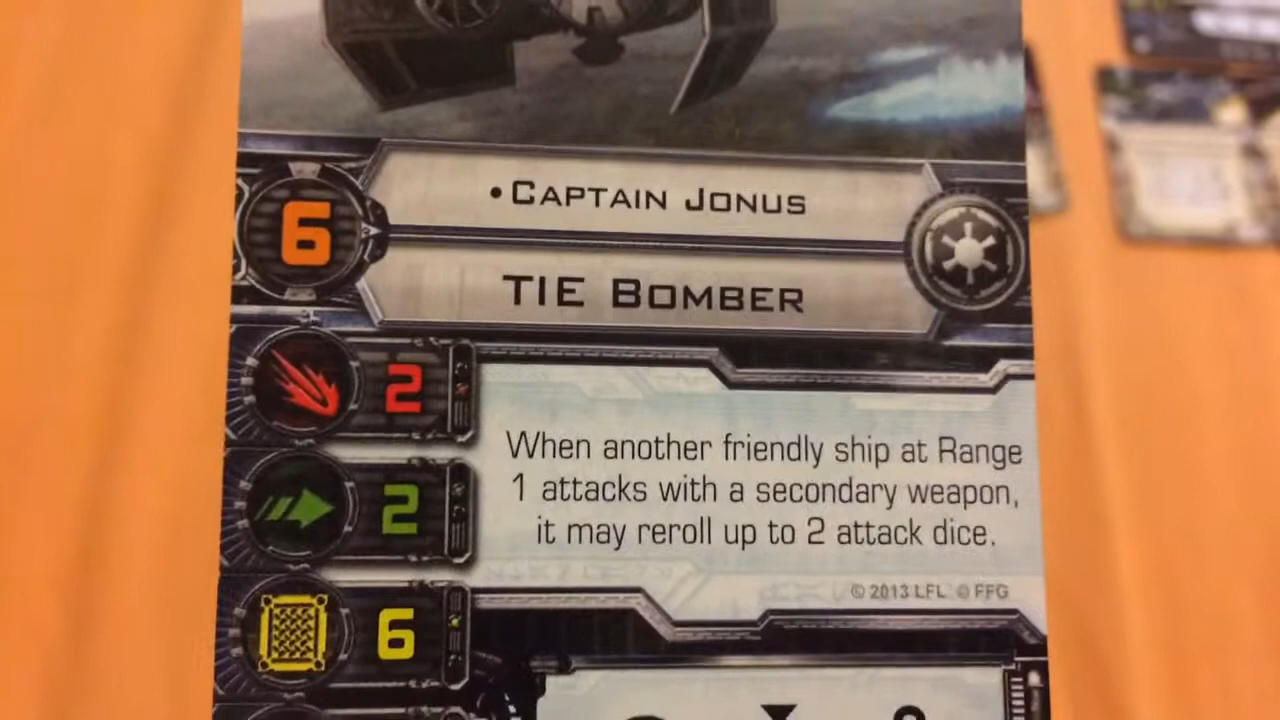 6
•Captain Jonus
TIE Bomber
2
When another friendly ship at Range
1 attacks with a secondary weapon,
it may reroll up to 2 attack dice.
2
© 2013 LFL © FFG
6